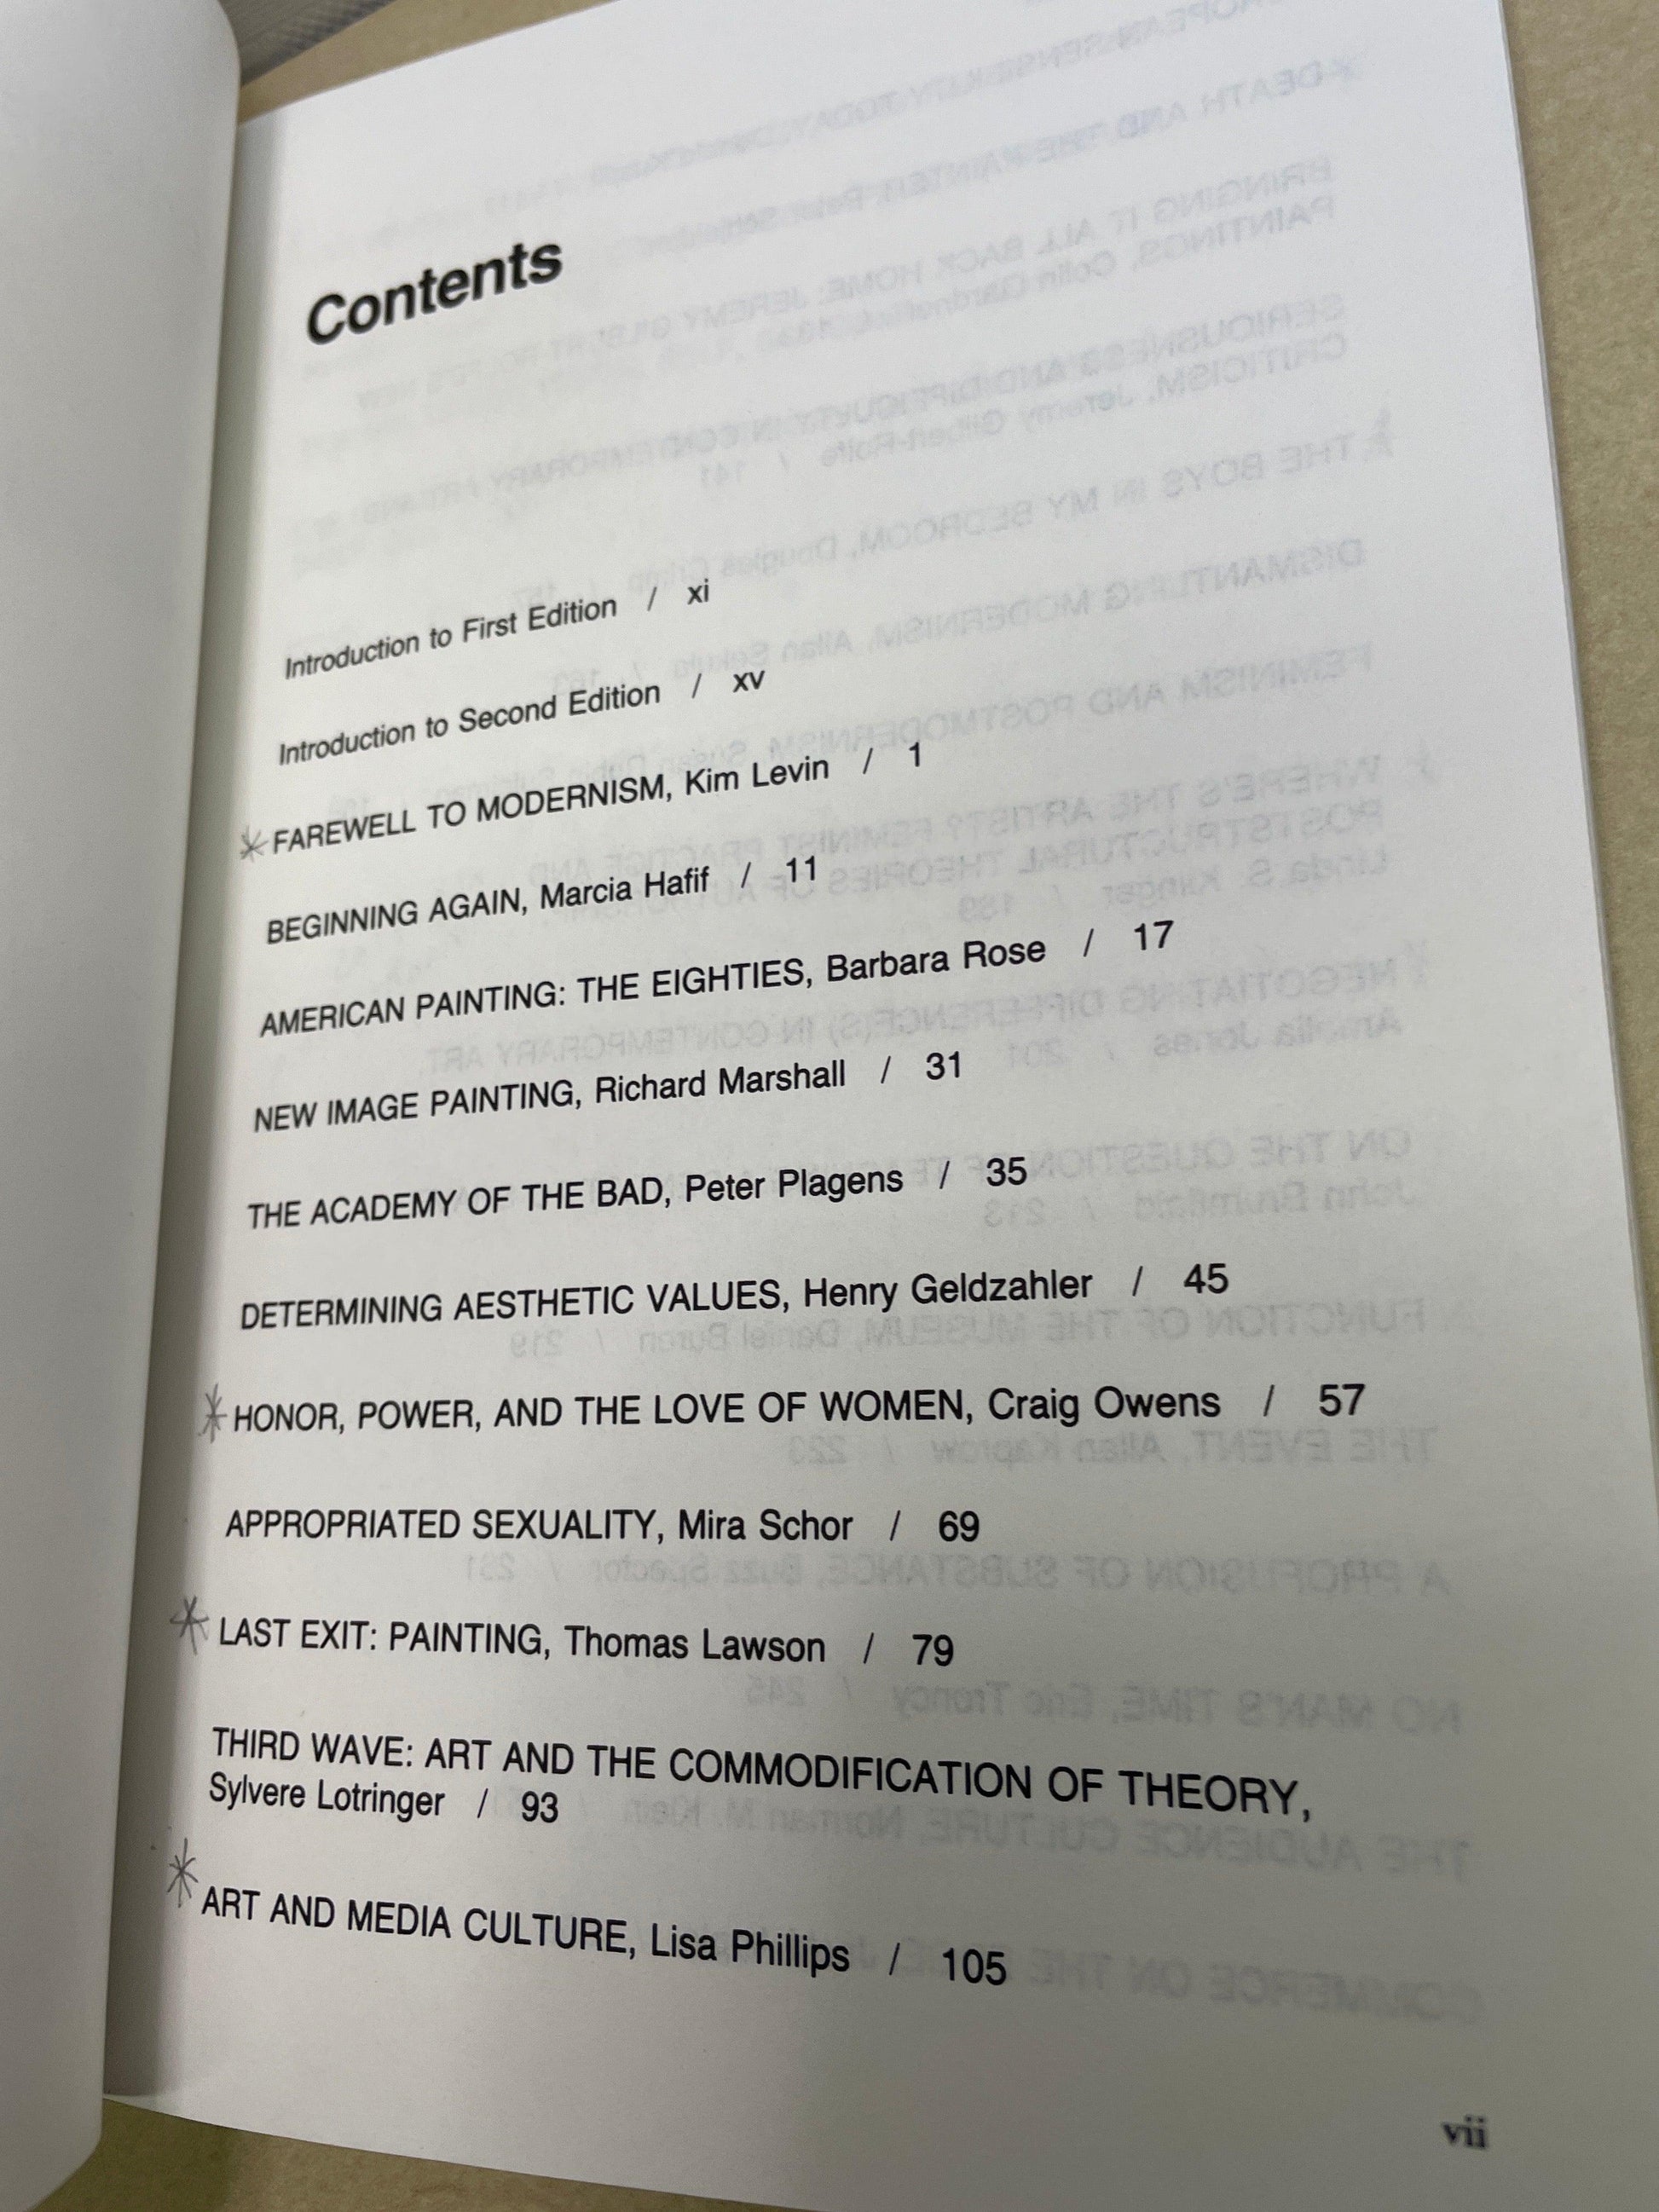 Contents
Introduction to First Edition / xi
Introduction to Second Edition / xv
FAREWELL TO MODERNISM, Kim Levin / 1
BEGINNING AGAIN, Marcia Hafif / 11
AMERICAN PAINTING: THE EIGHTIES, Barbara Rose / 17
NEW IMAGE PAINTING, Richard Marshall / 31
THE ACADEMY OF THE BAD, Peter Plagens / 35
DETERMINING AESTHETIC VALUES, Henry Geldzahler / 45
HONOR, POWER, AND THE LOVE OF WOMEN, Craig Owens / 57
APPROPRIATED SEXUALITY, Mira Schor / 69
LAST EXIT: PAINTING, Thomas Lawson / 79
THIRD WAVE: ART AND THE COMMODIFICATION OF THEORY,
Sylvere Lotringer / 93
ART AND MEDIA CULTURE, Lisa Phillips / 105
vii